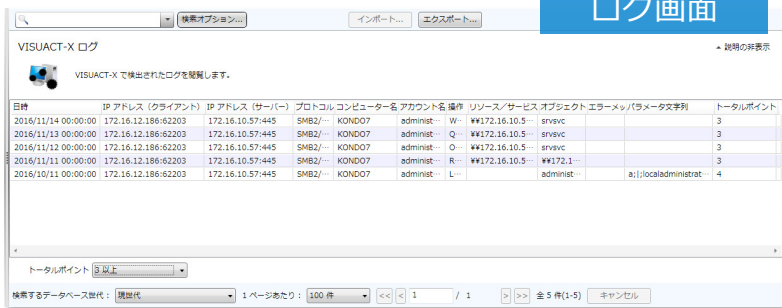 ログ画面
検索オプション... インポート... エクスポート...
VISUACT-X ログ ▲ 説明の非表示
VISUACT-X で検出されたログを閲覧します。
日時 IP アドレス（クライアント） IP アドレス（サーバー） プロトコル コンピューター名 アカウント名 操作 リソース／サービス オブジェクト エラーメッ パラメータ文字列 トータルポイント
2016/11/14 00:00:00 172.16.12.186:62203 172.16.10.57:445 SMB2/… KONDO7 administ… W… ¥¥172.16.10.5… srvsvc 3
2016/11/13 00:00:00 172.16.12.186:62203 172.16.10.57:445 SMB2/… KONDO7 administ… Q… ¥¥172.16.10.5… srvsvc 3
2016/11/12 00:00:00 172.16.12.186:62203 172.16.10.57:445 SMB2/… KONDO7 administ… O… ¥¥172.16.10.5… srvsvc 3
2016/11/11 00:00:00 172.16.12.186:62203 172.16.10.57:445 SMB2/… KONDO7 administ… R… ¥¥172.16.10.5… ¥¥172.1… 3
2016/10/11 00:00:00 172.16.12.186:62203 172.16.10.57:445 SMB2/… KONDO7 administ… L… administ… a;|;localadministrat… 4
トータルポイント 3 以上
検索するデータベース世代： 現世代 1 ページあたり： 100 件 << < 1 / 1 > >> 全 5 件(1-5) キャンセル